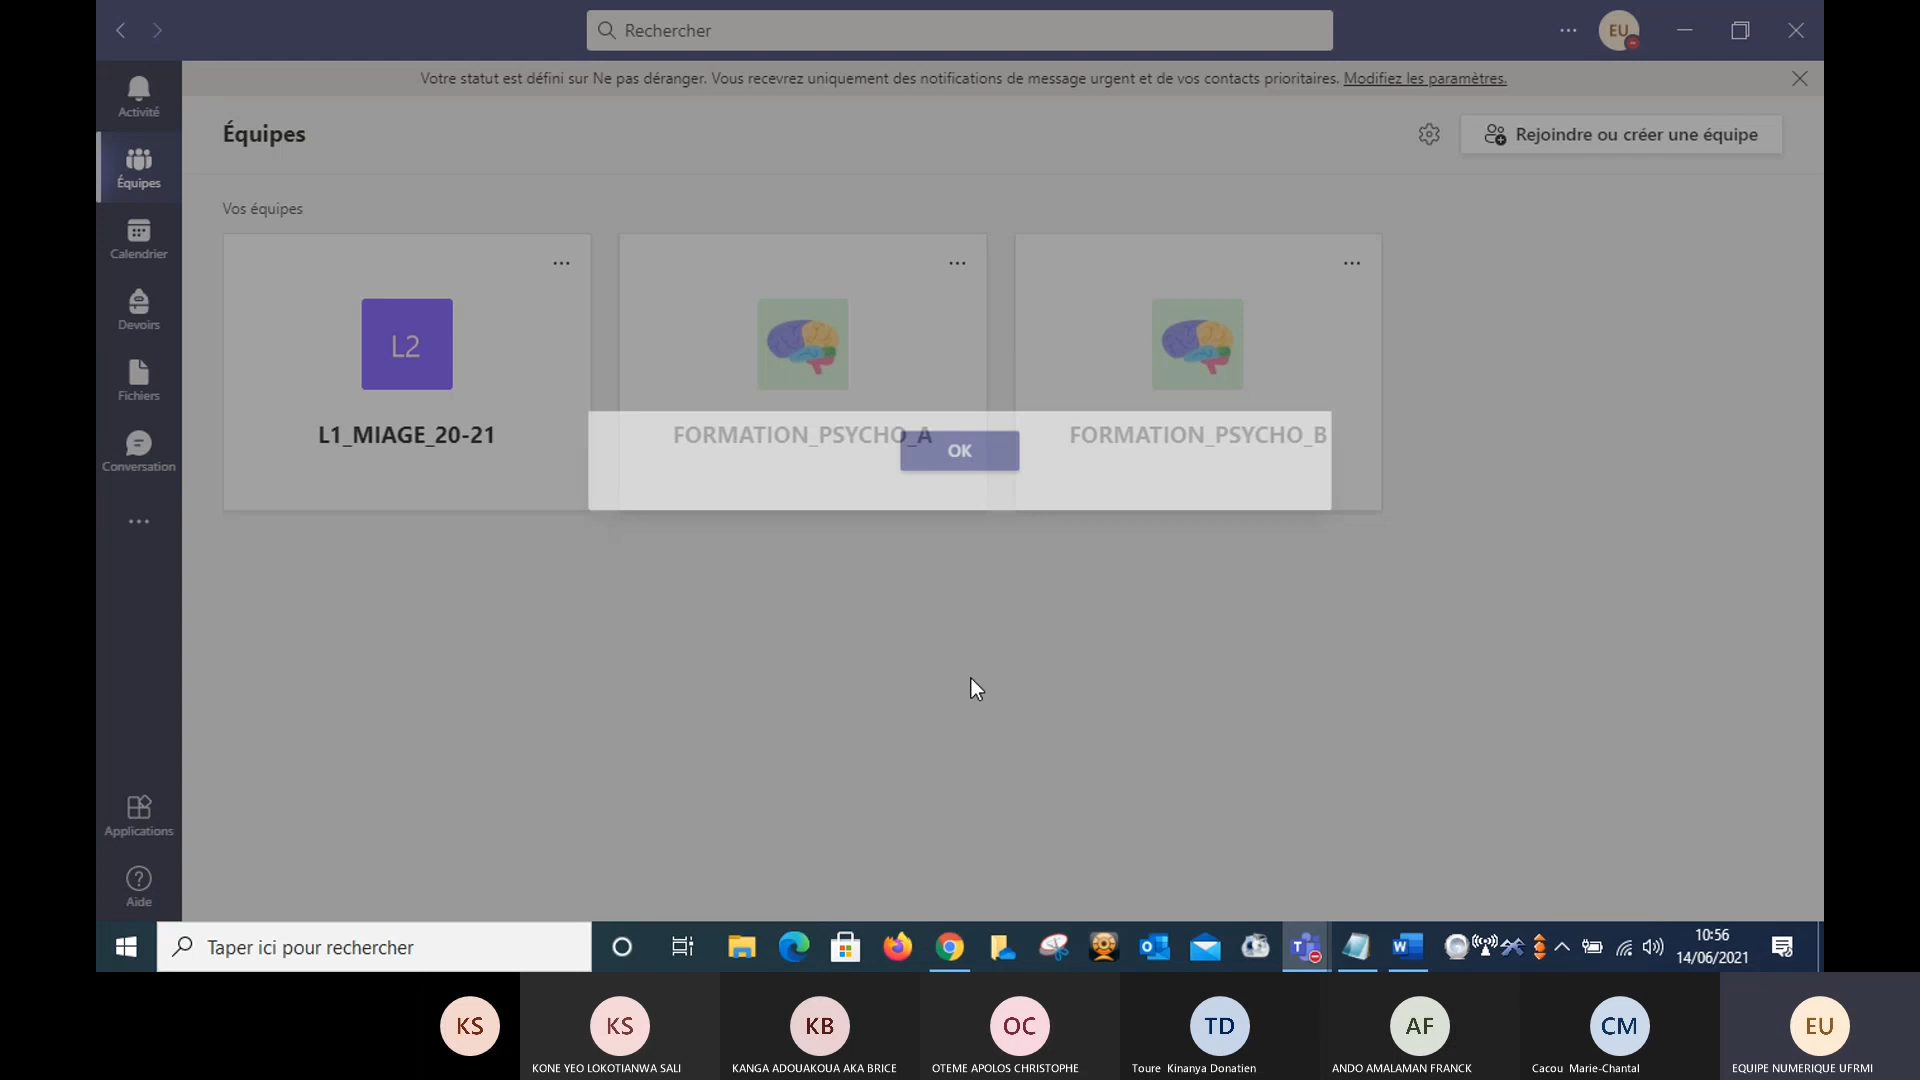 Rechercher
EU
Votre statut est défini sur Ne pas déranger. Vous recevrez uniquement des notifications de message urgent et de vos contacts prioritaires. Modifiez les paramètres.
Activité
Équipes
Calendrier
Devoirs
Fichiers
Conversation
Applications
Aide
Équipes
Rejoindre ou créer une équipe
Vos équipes
L2
L1_MIAGE_20-21
FORMATION_PSYCHO_A
FORMATION_PSYCHO_B
OK
Taper ici pour rechercher
10:56
14/06/2021
KS
KS
KONE YEO LOKOTIANWA SALI
KB
KANGA ADOUAKOUA AKA BRICE
OC
OTEME APOLOS CHRISTOPHE
TD
Toure Kinanya Donatien
AF
ANDO AMALAMAN FRANCK
CM
Cacou Marie-Chantal
EU
EQUIPE NUMERIQUE UFRMI